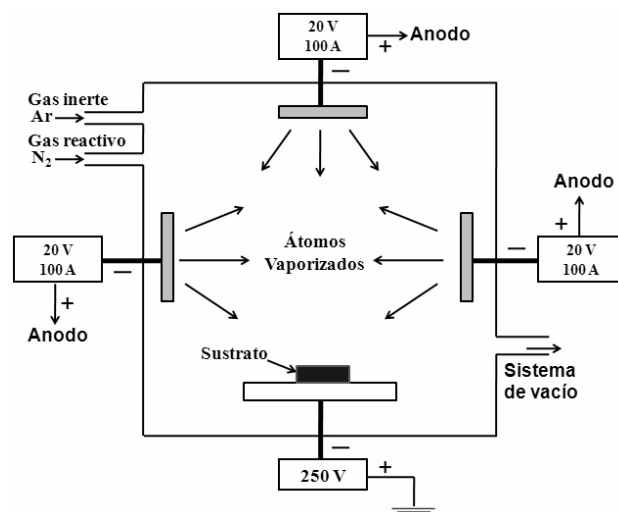 20 V
100 A
+
Anodo
−
Gas inerte
Ar
Gas reactivo
N₂
Anodo
+
20 V
100 A
−
Átomos
Vaporizados
−
20 V
100 A
+
Anodo
Sustrato
Sistema
de vacío
−
250 V
+